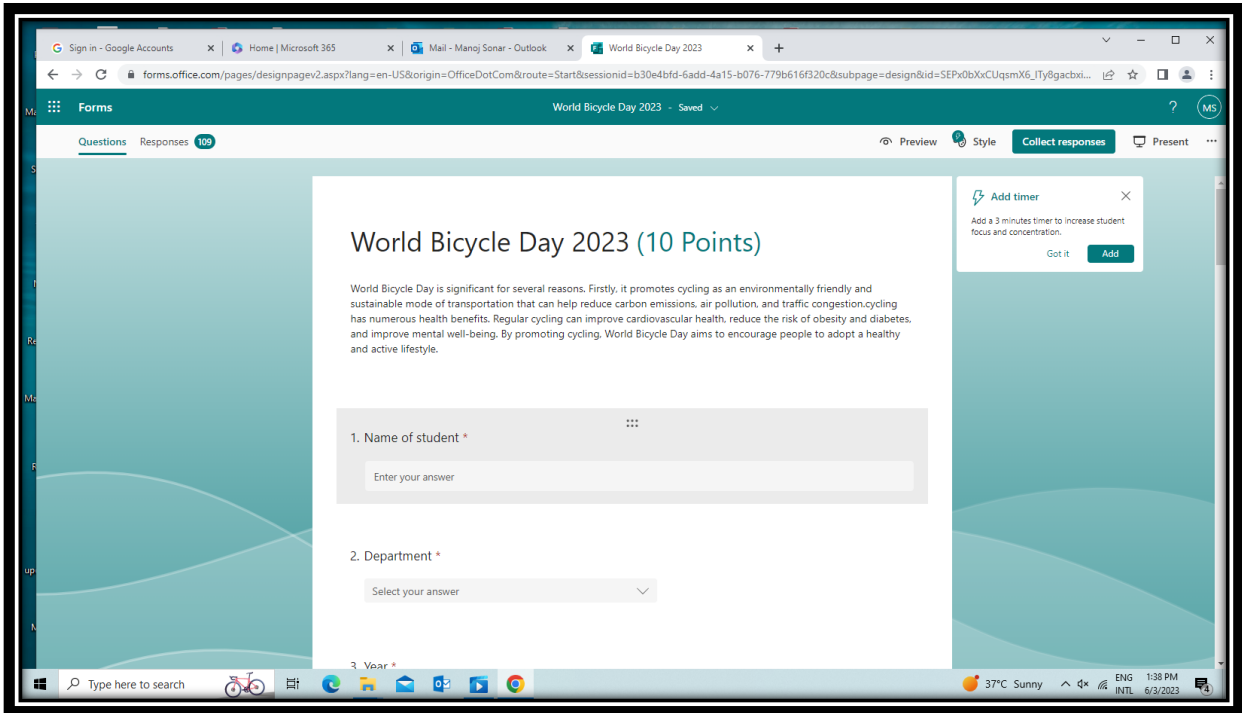 Sign in - Google Accounts
Home | Microsoft 365
Mail - Manoj Sonar - Outlook
World Bicycle Day 2023
forms.office.com/pages/designpagev2.aspx?lang=en-US&origin=OfficeDotCom&route=Start&sessionid=b30e4bfd-6add-4a15-b076-779b616f320c&subpage=design&id=SEPx0bXxCUqsmX6_ITy8gacbxi...
Forms
World Bicycle Day 2023 - Saved
?
MS
Questions
Responses 109
Preview
Style
Collect responses
Present
Add timer
Add a 3 minutes timer to increase student
focus and concentration.
Got it
Add
World Bicycle Day 2023 (10 Points)
World Bicycle Day is significant for several reasons. Firstly, it promotes cycling as an environmentally friendly and
sustainable mode of transportation that can help reduce carbon emissions, air pollution, and traffic congestion.cycling
has numerous health benefits. Regular cycling can improve cardiovascular health, reduce the risk of obesity and diabetes,
and improve mental well-being. By promoting cycling, World Bicycle Day aims to encourage people to adopt a healthy
and active lifestyle.
1. Name of student *
Enter your answer
2. Department *
Select your answer
3. Year *
Type here to search
37°C Sunny
ENG
INTL
1:38 PM
6/3/2023
4